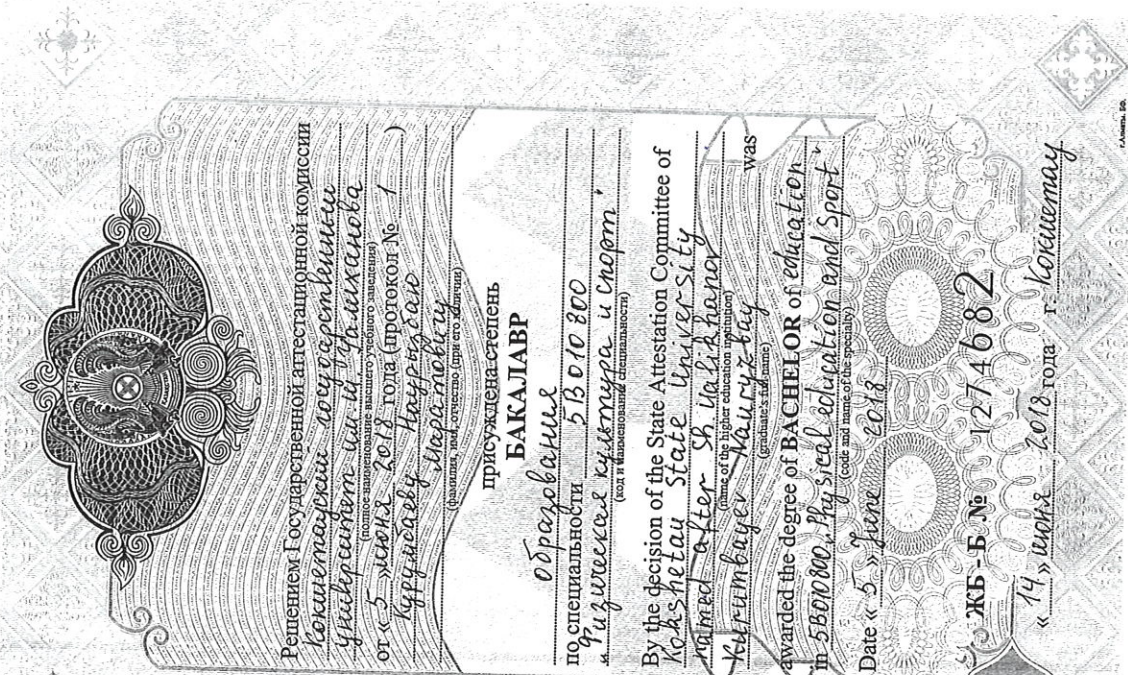 Решением Государственной аттестационной комиссии
Кокшетауский государственный
университет им. Ш. Уалиханова
(полное наименование высшего учебного заведения)
от « 5 » июня 2018 года (протокол № 1 )
Курумбаеву Наурызбаю
Маратовичу
(фамилия, имя, отчество (при его наличии)
присуждена степень
БАКАЛАВР
образования
по специальности 5В010800
„ Физическая культура и спорт "
(код и наименование специальности)
By the decision of the State Attestation Committee of
Kokshetau State University
named after Sh. Ualikhanov
(name of the higher education institution)
Kurumbayev Nauryzbay was
(graduate's full name)
awarded the degree of BACHELOR of education
in 5B010800 „Physical education and Sport"
(code and name of the specialty)
Date « 5 » June 2018
ЖБ - Б № 1274682
« 14 » июня 2018 года г. Кокшетау
г.Алматы. БФ.